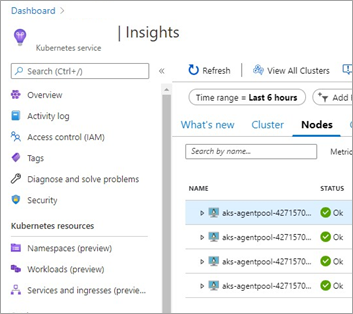 Dashboard >
| Insights
Kubernetes service
Search (Ctrl+/)
«
Overview
Activity log
Access control (IAM)
Tags
Diagnose and solve problems
Security
Kubernetes resources
Namespaces (preview)
Workloads (preview)
Services and ingresses (previe...
Refresh
View All Clusters
Time range = Last 6 hours
Add
What's new Cluster Nodes
Search by name...
Metric
NAME STATUS
aks-agentpool-4271570... Ok
aks-agentpool-4271570... Ok
aks-agentpool-4271570... Ok
aks-agentpool-4271570... Ok